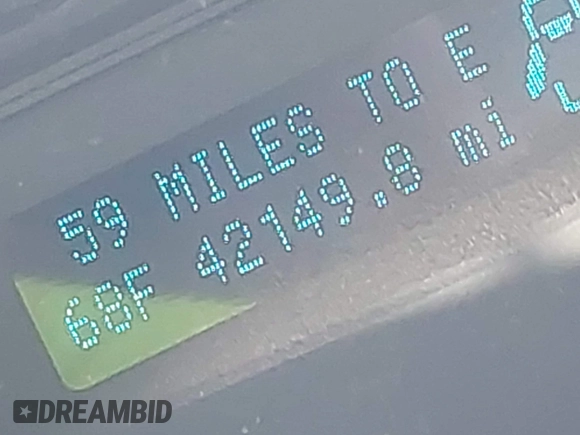 59 MILES TO E
68F 42149.8 mi
DREAMBID